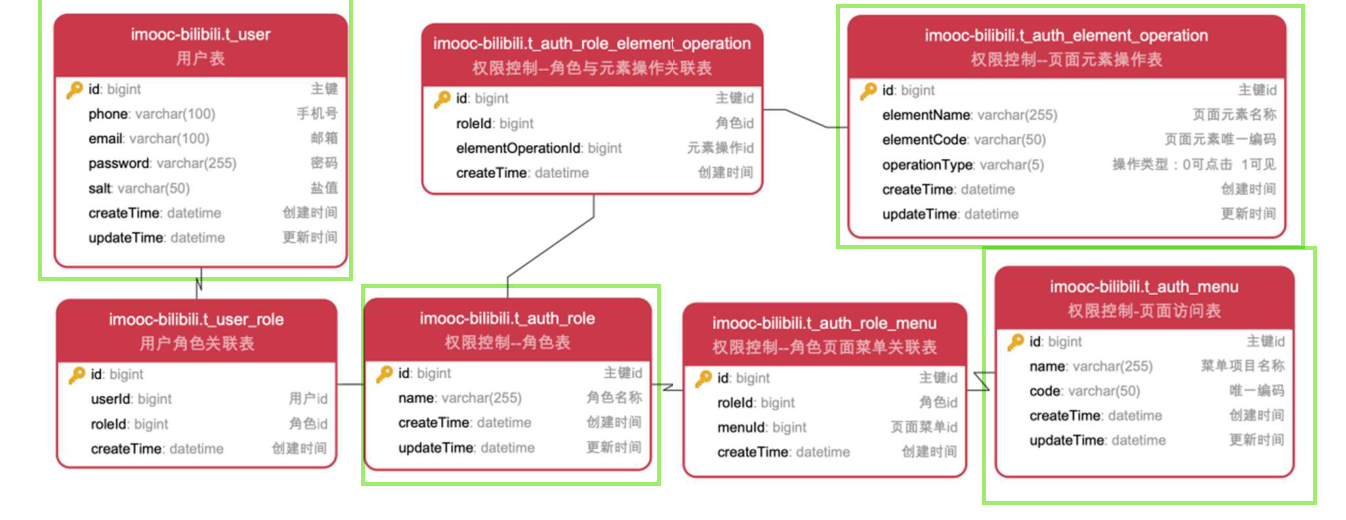 imooc-bilibili.t_user
用户表
id: bigint 主键
phone: varchar(100) 手机号
email: varchar(100) 邮箱
password: varchar(255) 密码
salt: varchar(50) 盐值
createTime: datetime 创建时间
updateTime: datetime 更新时间
imooc-bilibili.t_auth_role_element_operation
权限控制--角色与元素操作关联表
id: bigint 主键id
roleId: bigint 角色id
elementOperationId: bigint 元素操作id
createTime: datetime 创建时间
imooc-bilibili.t_auth_element_operation
权限控制--页面元素操作表
id: bigint 主键id
elementName: varchar(255) 页面元素名称
elementCode: varchar(50) 页面元素唯一编码
operationType: varchar(5) 操作类型：0可点击 1可见
createTime: datetime 创建时间
updateTime: datetime 更新时间
imooc-bilibili.t_user_role
用户角色关联表
id: bigint
userId: bigint 用户id
roleId: bigint 角色id
createTime: datetime 创建时间
imooc-bilibili.t_auth_role
权限控制--角色表
id: bigint 主键id
name: varchar(255) 角色名称
createTime: datetime 创建时间
updateTime: datetime 更新时间
imooc-bilibili.t_auth_role_menu
权限控制--角色页面菜单关联表
id: bigint 主键id
roleId: bigint 角色id
menuId: bigint 页面菜单id
createTime: datetime 创建时间
imooc-bilibili.t_auth_menu
权限控制-页面访问表
id: bigint 主键id
name: varchar(255) 菜单项目名称
code: varchar(50) 唯一编码
createTime: datetime 创建时间
updateTime: datetime 更新时间